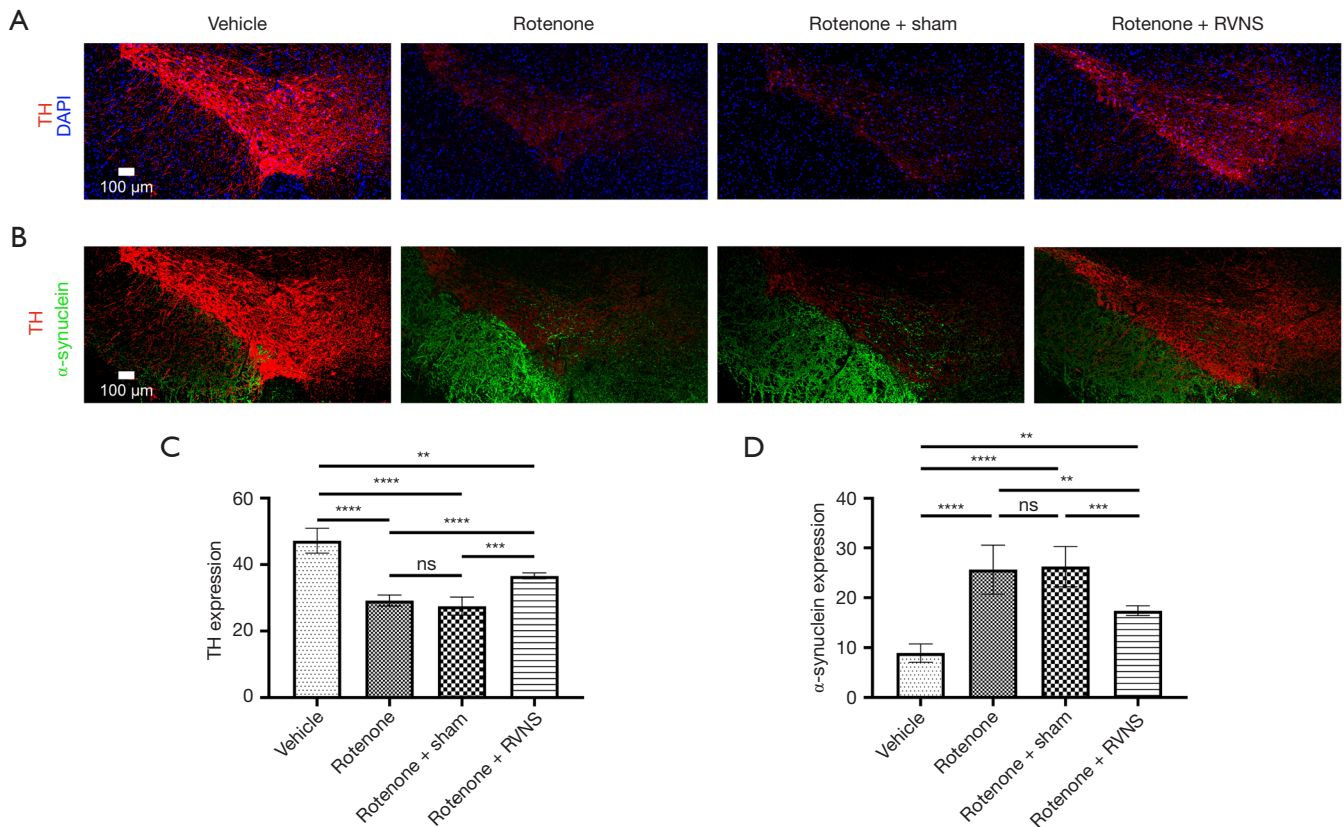 A
Vehicle
Rotenone
Rotenone + sham
Rotenone + RVNS
TH
DAPI
100 μm
B
TH
α-synuclein
100 μm
C
**
****
****
****
***
ns
TH expression
60
40
20
0
Vehicle
Rotenone
Rotenone + sham
Rotenone + RVNS
D
**
****
**
****
ns
***
α-synuclein expression
40
30
20
10
0
Vehicle
Rotenone
Rotenone + sham
Rotenone + RVNS